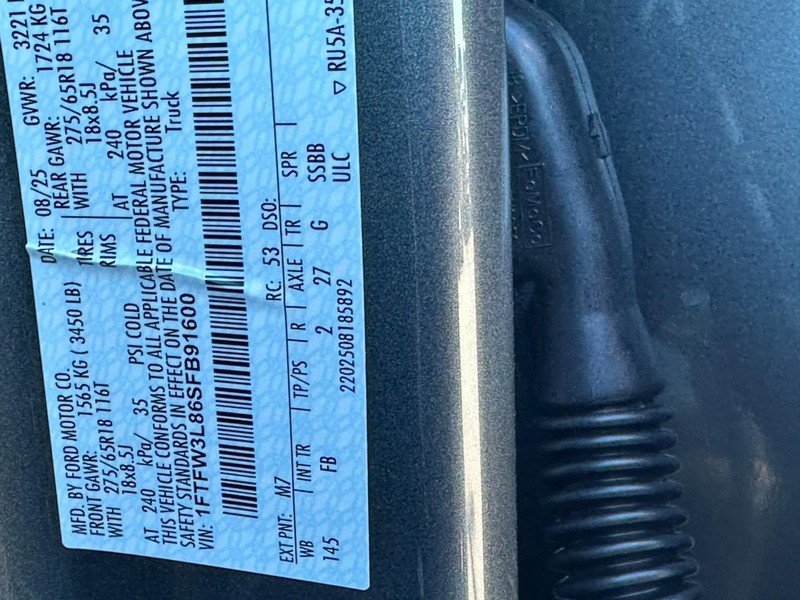 MFD. BY FORD MOTOR CO.
DATE: 08/25 GVWR: 3221
FRONT GAWR: 1565 KG ( 3450 LB)
REAR GAWR: 1724 KG
WITH 275/65R18 116T TIRES
WITH 275/65R18 116T
18x8.5J RIMS
18x8.5J
AT 240 kPa/ 35 PSI COLD
AT 240 kPa/ 35
THIS VEHICLE CONFORMS TO ALL APPLICABLE FEDERAL MOTOR VEHICLE
SAFETY STANDARDS IN EFFECT ON THE DATE OF MANUFACTURE SHOWN ABOV
VIN: 1FTFW3L86SFB91600
TYPE: Truck
EXT PNT: M7 RC: 53 DSO:
WB INT TR TP/PS R AXLE TR SPR
145 FB 2 27 G SSBB
2202508185892 ULC
▽ RU5A-35
FoMoCo